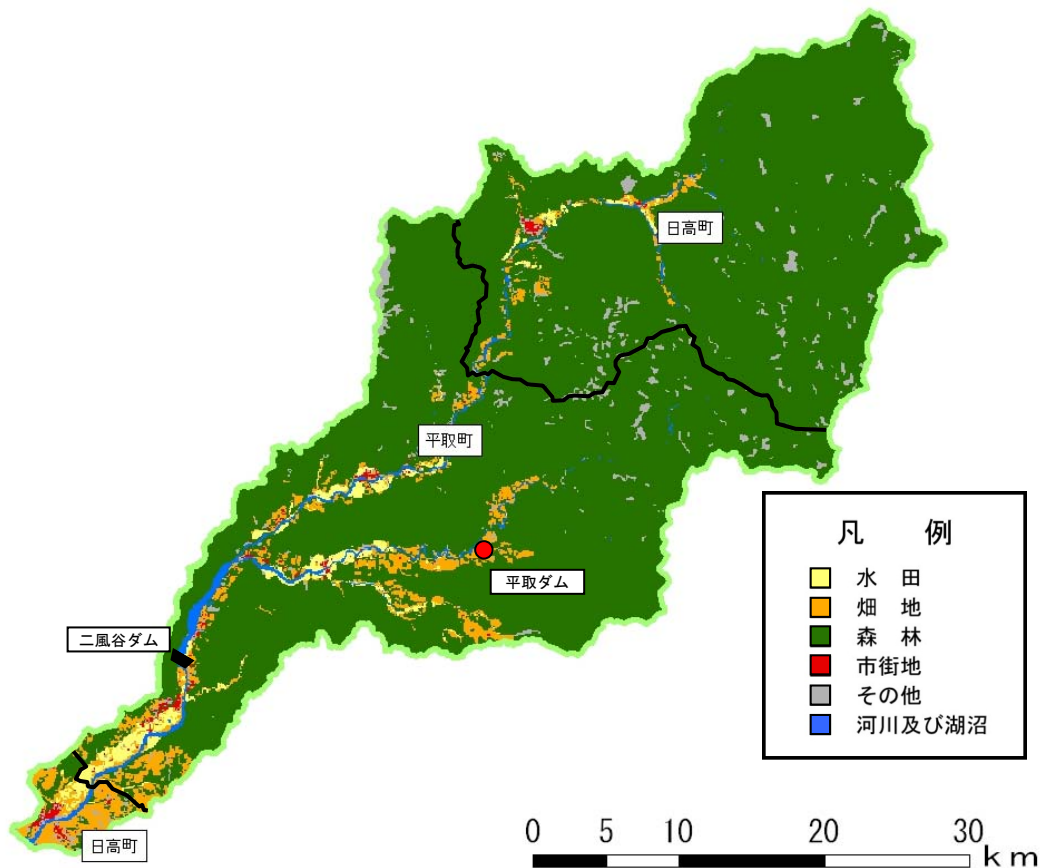 日高町
平取町
平取ダム
二風谷ダム
日高町
凡 例
水 田
畑 地
森 林
市街地
その他
河川及び湖沼
0 5 10 20 30
km